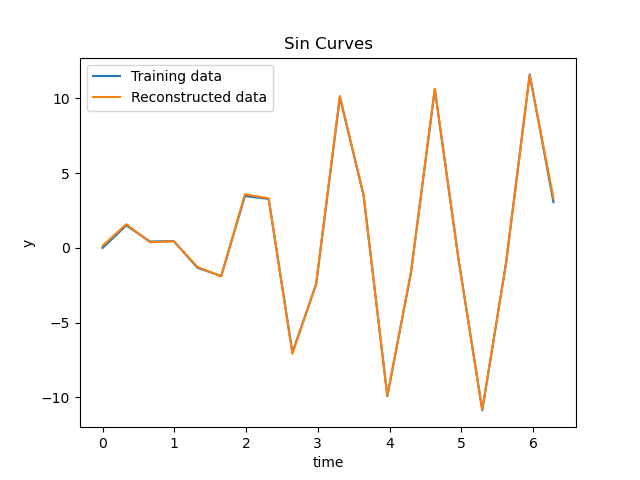 Sin Curves
Training data
Reconstructed data
10
5
0
−5
−10
y
0 1 2 3 4 5 6
time